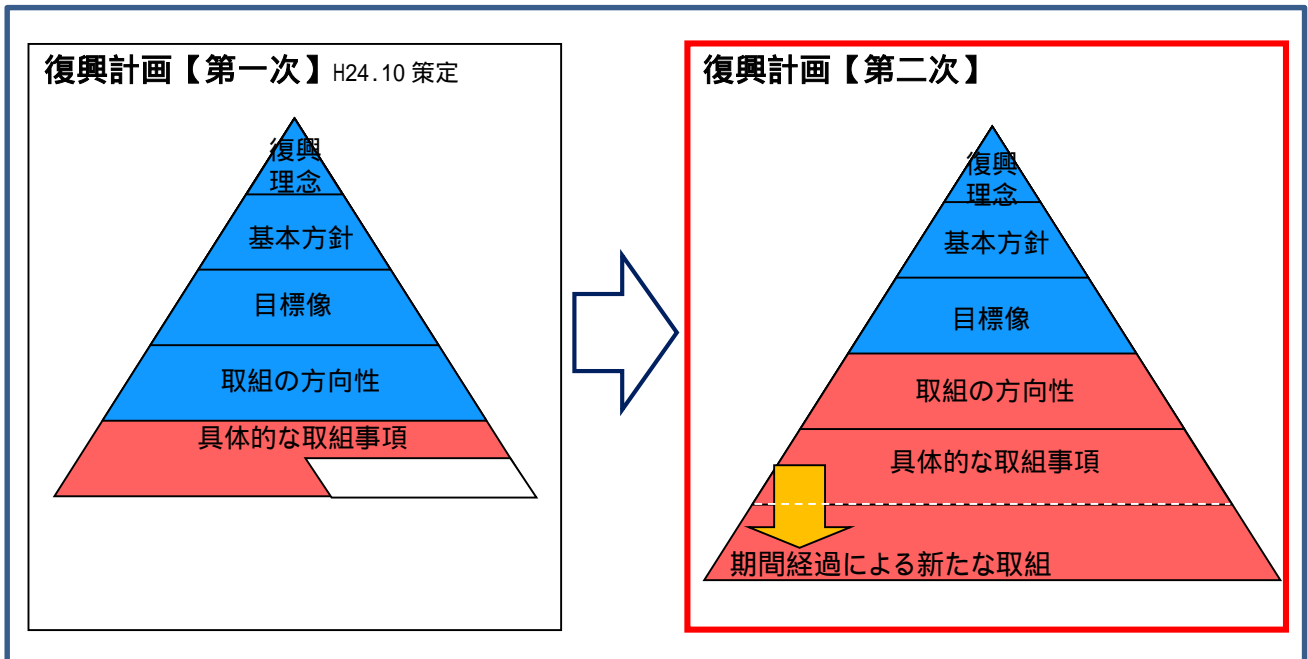 復興計画【第一次】H24.10 策定
復興
理念
基本方針
目標像
取組の方向性
具体的な取組事項
復興計画【第二次】
復興
理念
基本方針
目標像
取組の方向性
具体的な取組事項
期間経過による新たな取組